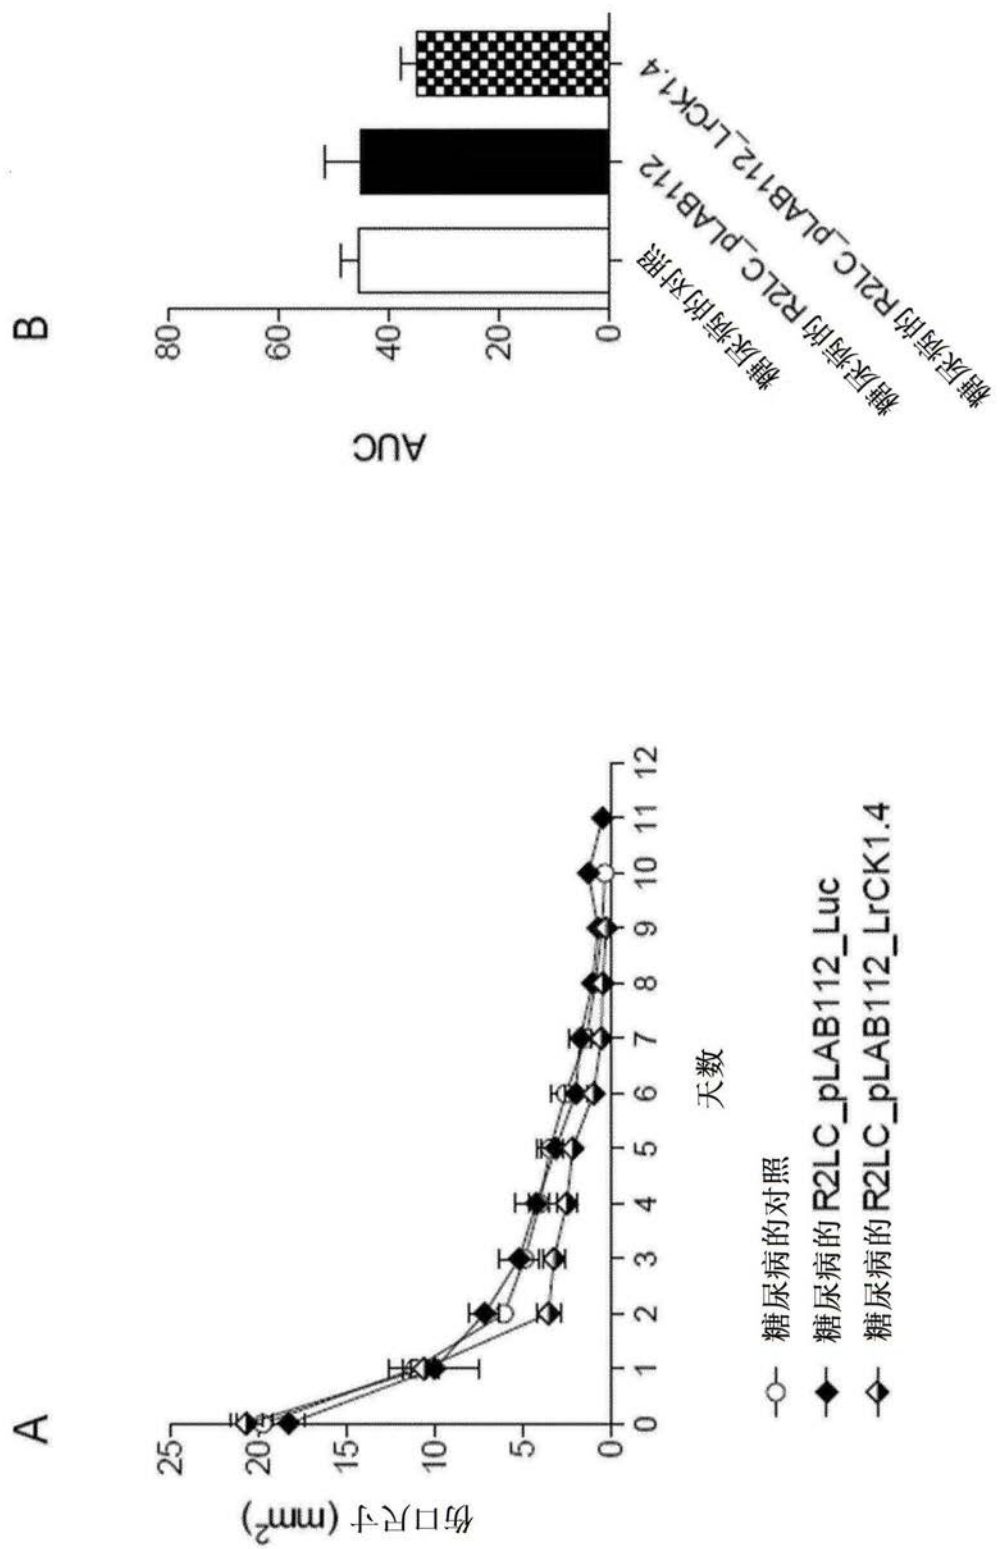 A
伤口尺寸 (mm²)
25
20
15
10
5
0
0 1 2 3 4 5 6 7 8 9 10 11 12
天数
糖尿病的对照
糖尿病的 R2LC_pLAB112_Luc
糖尿病的 R2LC_pLAB112_LrCK1.4
B
AUC
80
60
40
20
0
糖尿病的对照
糖尿病的 R2LC_pLAB112
糖尿病的 R2LC_pLAB112_LrCK1.4